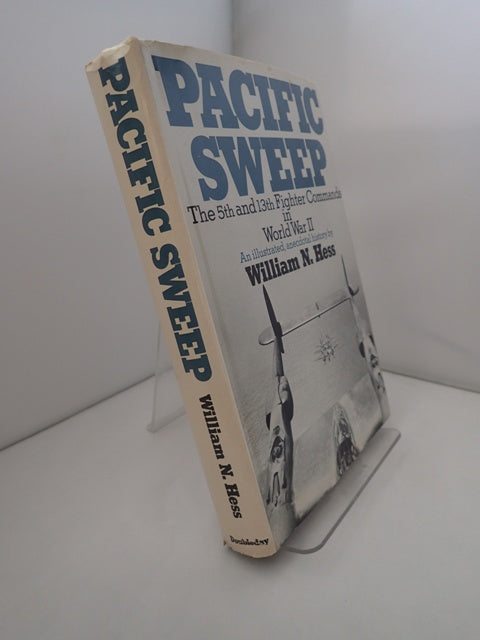 PACIFIC SWEEP
William N. Hess
Doubleday
PACIFIC
SWEEP
The 5th and 13th Fighter Commands
in
World War II
An illustrated, anecdotal history by
William N. Hess